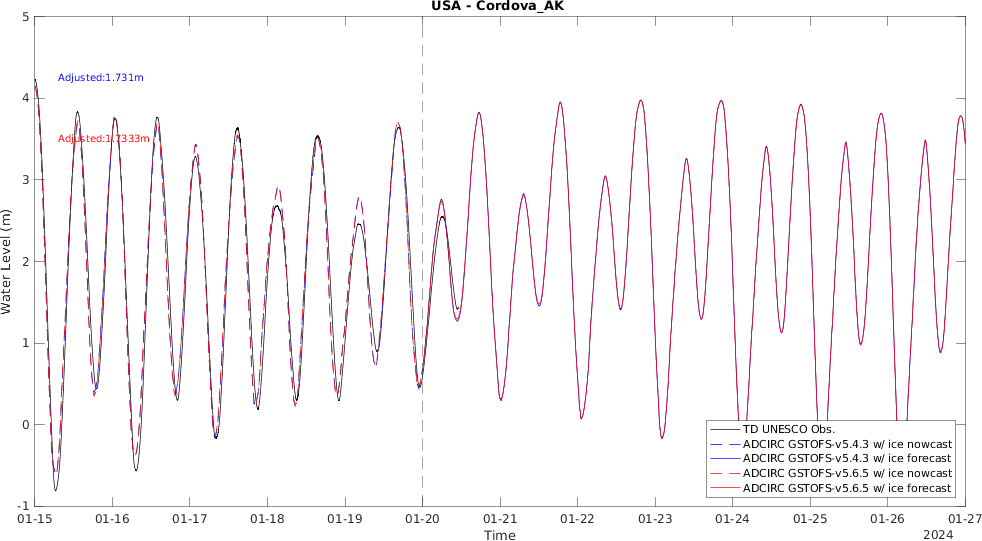 USA - Cordova_AK
5
4
3
2
1
0
-1
Water Level (m)
Adjusted:1.731m
Adjusted:1.7333m
TD UNESCO Obs.
ADCIRC GSTOFS-v5.4.3 w/ ice nowcast
ADCIRC GSTOFS-v5.4.3 w/ ice forecast
ADCIRC GSTOFS-v5.6.5 w/ ice nowcast
ADCIRC GSTOFS-v5.6.5 w/ ice forecast
01-15 01-16 01-17 01-18 01-19 01-20 01-21 01-22 01-23 01-24 01-25 01-26 01-27
Time
2024